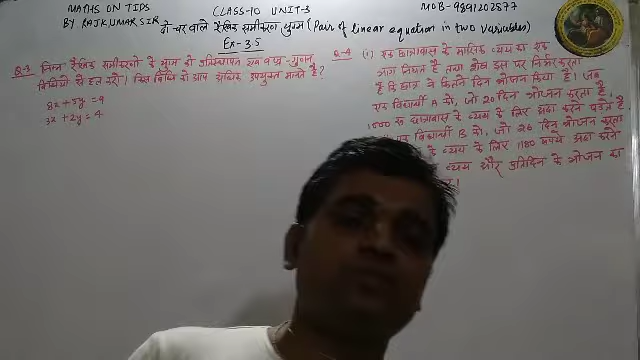 MATHS ON TIPS
BY RAJKUMAR SIR
CLASS-10 UNIT-3
MOB-9891202877
दो चर वाले रैखिक समीकरण युग्म (Pair of linear equation in two Variables)
Ex-3.5
Q-3 निम्न रैखिक समीकरणों के युग्म को प्रतिस्थापन एवं वज्र-गुणन
विधियों से हल करो। किस विधि को आप अधिक उपयुक्त मानते हैं?
8x + 5y = 9
3x + 2y = 4
Q-4 (i) एक छात्रावास के मासिक व्यय का एक
भाग नियत है तथा शेष इस पर निर्भर करता
है कि छात्र ने कितने दिन भोजन किया है। जब
एक विद्यार्थी A को, जो 20 दिन भोजन करता है,
1000 रु छात्रावास के व्यय के लिए अदा करने पड़ते हैं
एक विद्यार्थी B को, जो 26 दिन भोजन करता
के व्यय के लिए 1180 रुपये अदा करने
व्यय और प्रतिदिन के भोजन का